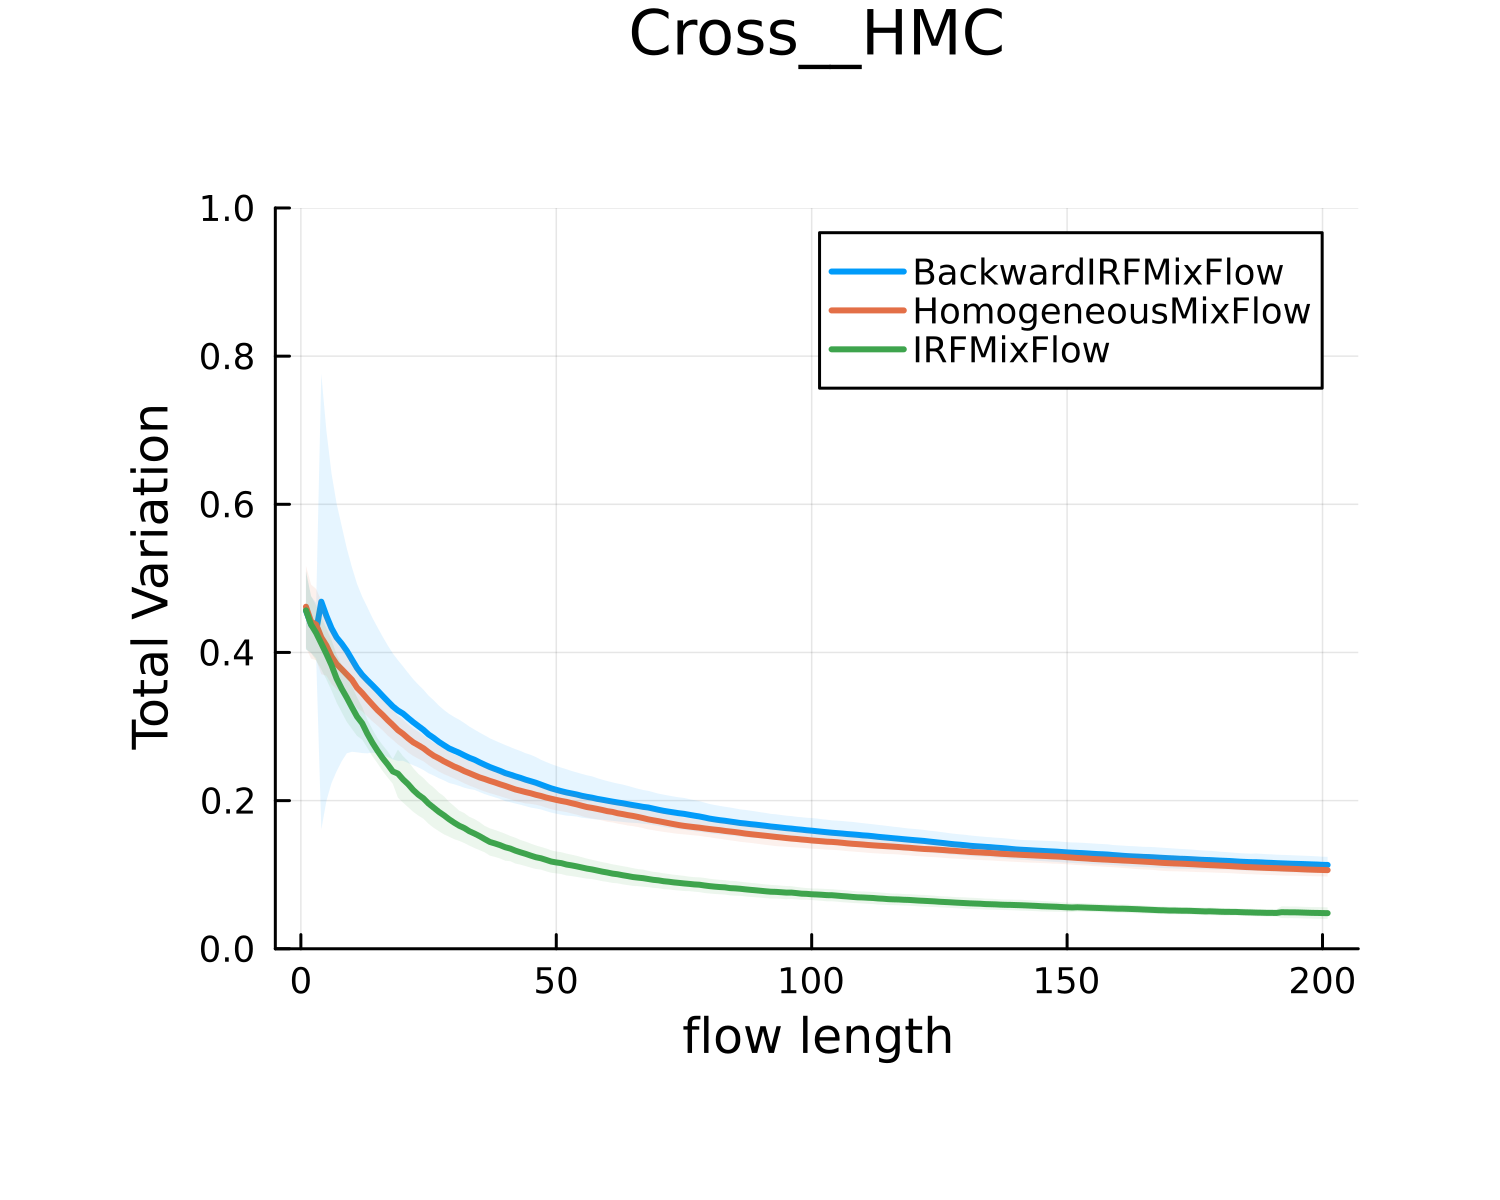 Cross__HMC
1.0
0.8
0.6
0.4
0.2
0.0
Total Variation
BackwardIRFMixFlow
HomogeneousMixFlow
IRFMixFlow
0 50 100 150 200
flow length